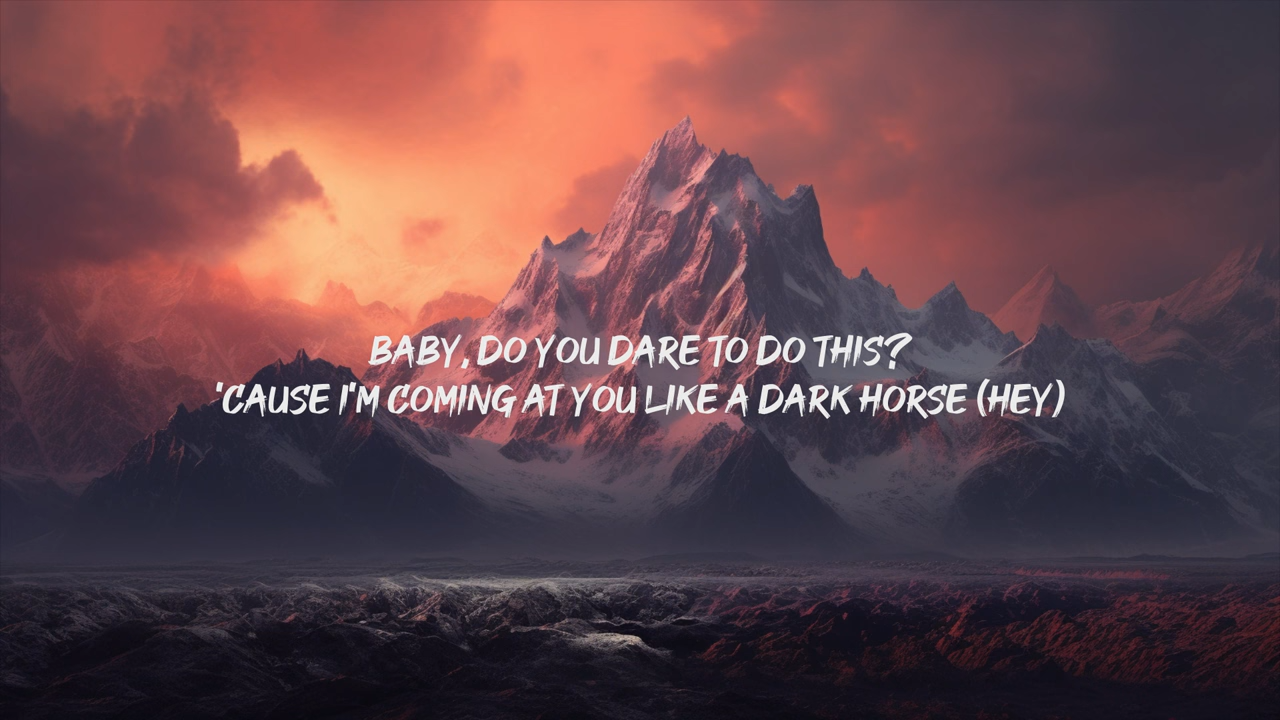 BABY, DO YOU DARE TO DO THIS?
'CAUSE I'M COMING AT YOU LIKE A DARK HORSE (HEY)